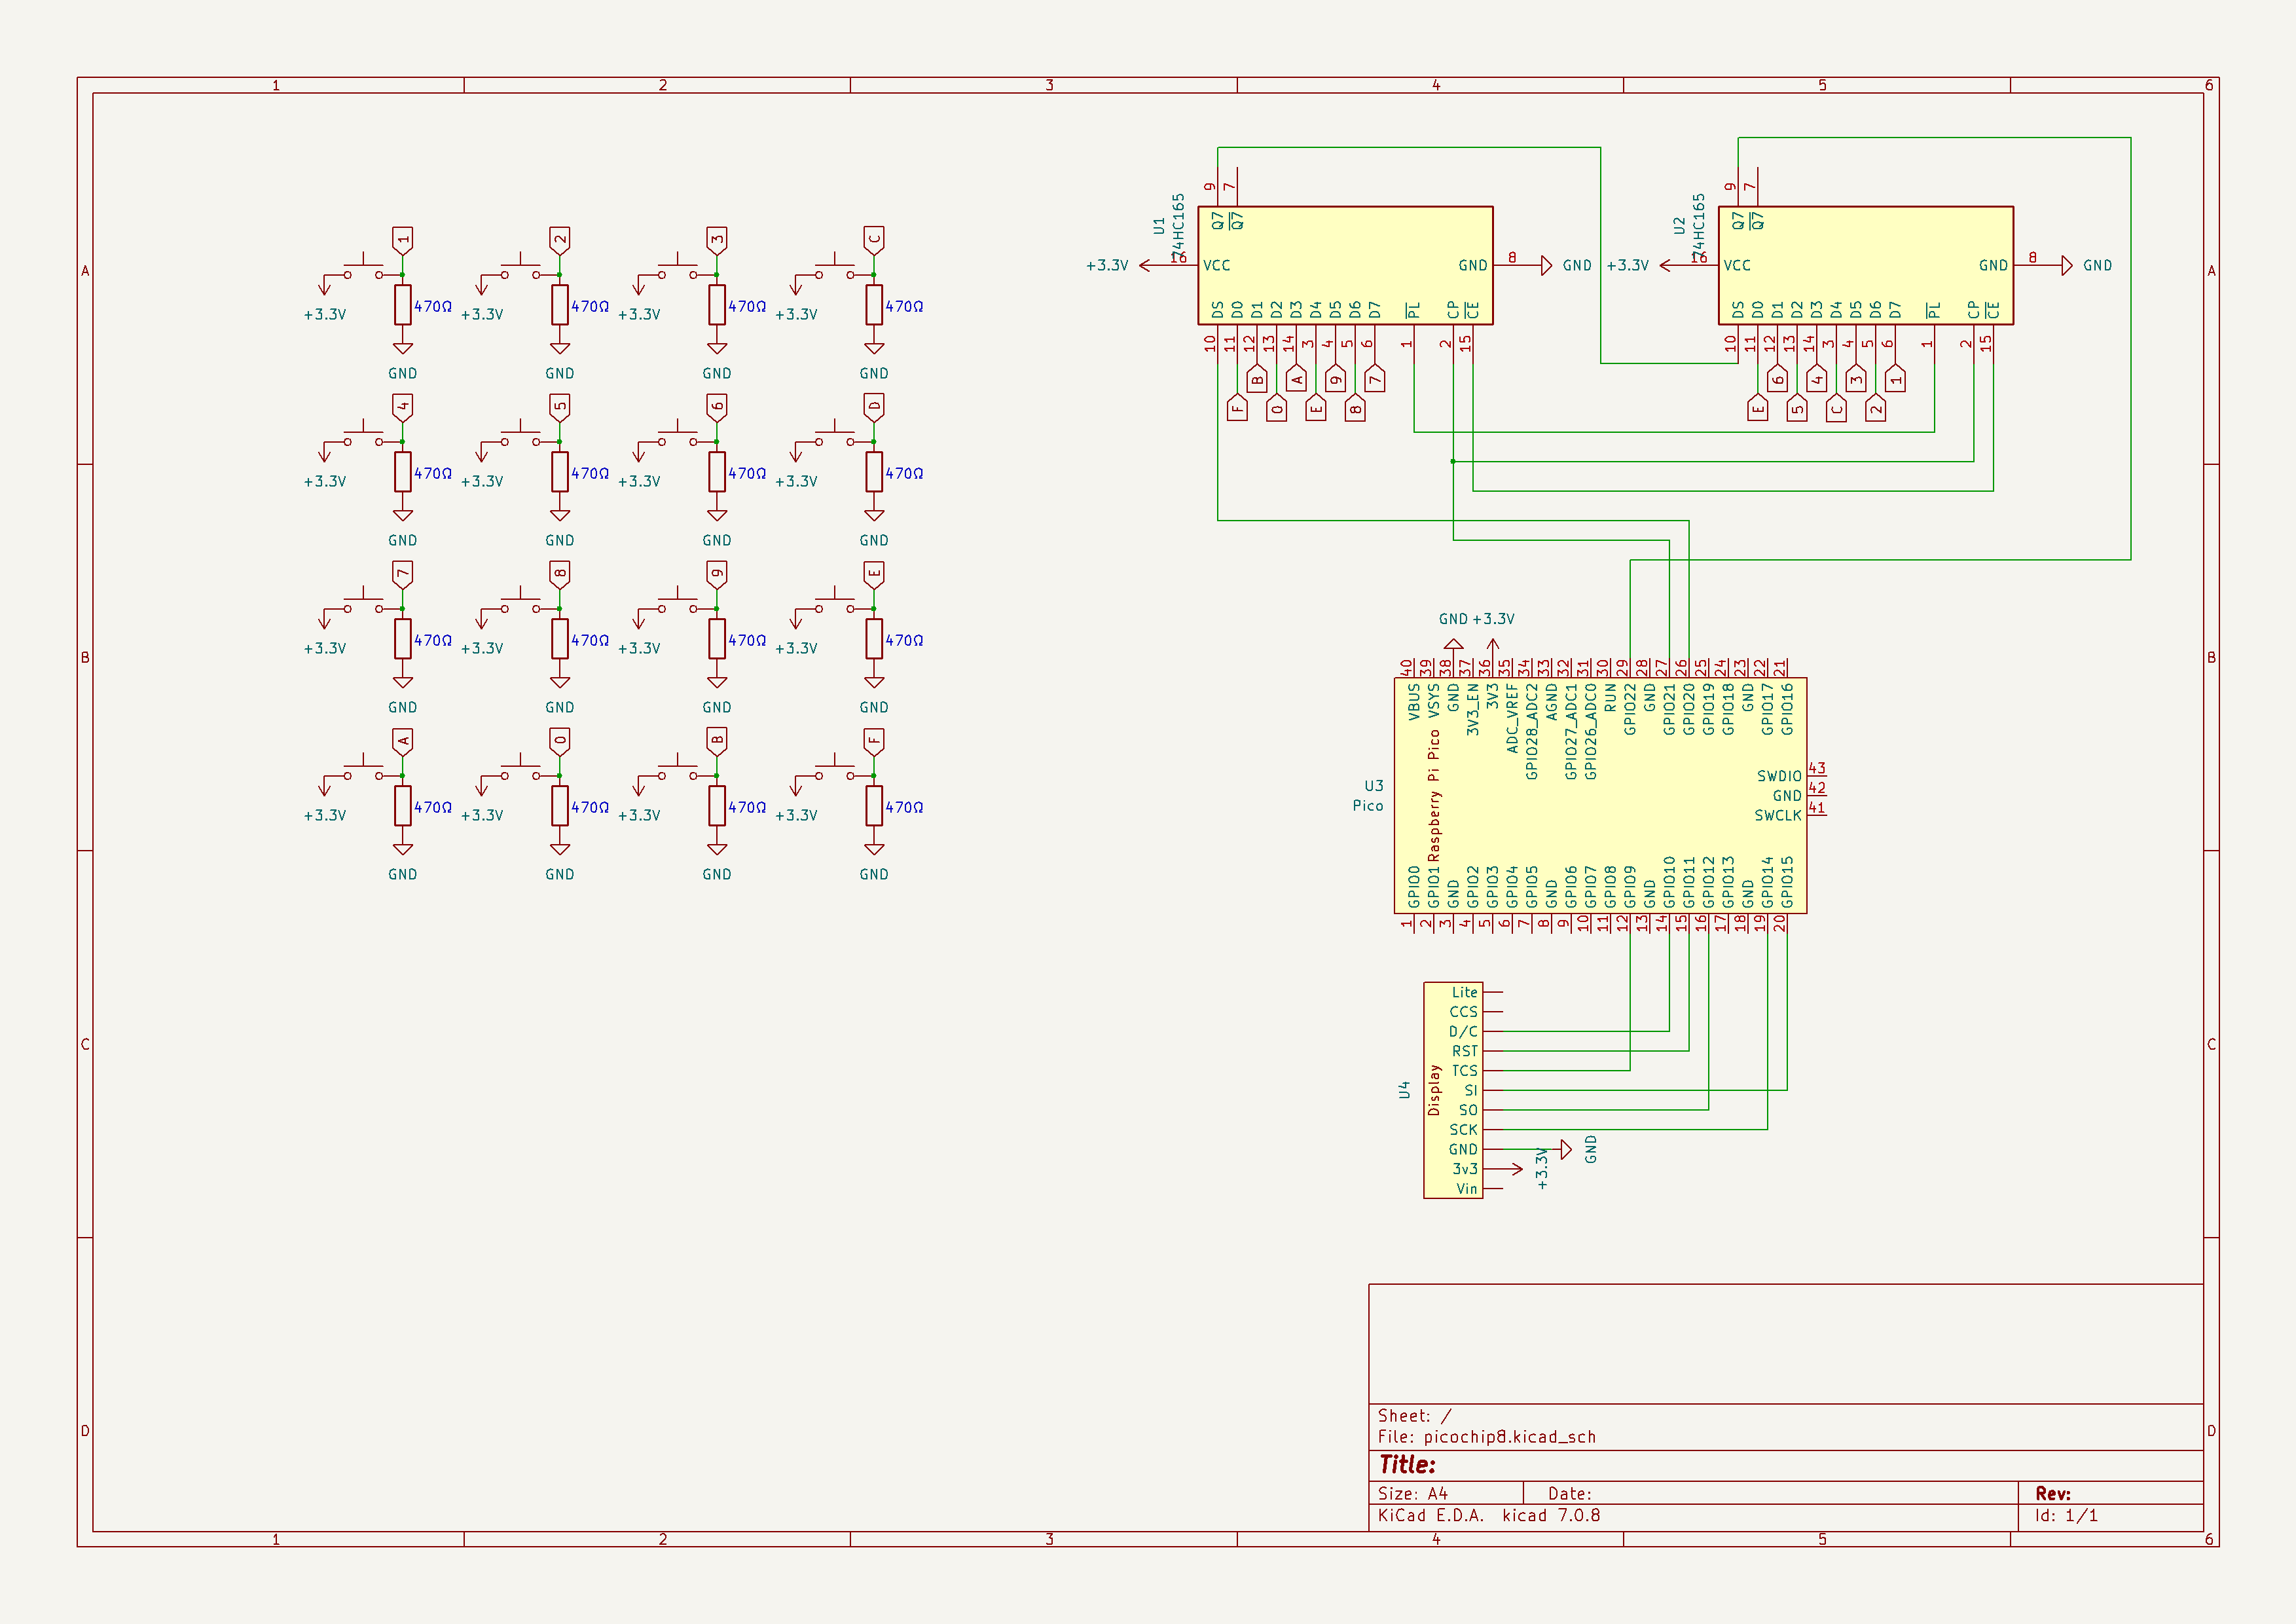 1 2 3 4 5 6
A
B
C
D
1 2 3 C
470Ω 470Ω 470Ω 470Ω
+3.3V +3.3V +3.3V +3.3V
GND GND GND GND
4 5 6 D
470Ω 470Ω 470Ω 470Ω
+3.3V +3.3V +3.3V +3.3V
GND GND GND GND
7 8 9 E
470Ω 470Ω 470Ω 470Ω
+3.3V +3.3V +3.3V +3.3V
GND GND GND GND
A 0 B F
470Ω 470Ω 470Ω 470Ω
+3.3V +3.3V +3.3V +3.3V
GND GND GND GND
U1
74HC165
9 7
Q7 Q7
+3.3V 16 VCC GND 8 GND
DS D0 D1 D2 D3 D4 D5 D6 D7 PL CP CE
10 11 12 13 14 3 4 5 6 1 2 15
B A 9 7
F 0 E 8
U2
74HC165
9 7
Q7 Q7
+3.3V 16 VCC GND 8 GND
DS D0 D1 D2 D3 D4 D5 D6 D7 PL CP CE
10 11 12 13 14 3 4 5 6 1 2 15
6 4 3 1
E 5 C 2
GND +3.3V
40 39 38 37 36 35 34 33 32 31 30 29 28 27 26 25 24 23 22 21
VBUS VSYS GND 3V3_EN 3V3 ADC_VREF GPIO28_ADC2 AGND GPIO27_ADC1 GPIO26_ADC0 RUN GPIO22 GND GPIO21 GPIO20 GPIO19 GPIO18 GND GPIO17 GPIO16
Raspberry Pi Pico
U3
Pico
SWDIO 43
GND 42
SWCLK 41
GPIO0 GPIO1 GND GPIO2 GPIO3 GPIO4 GPIO5 GND GPIO6 GPIO7 GPIO8 GPIO9 GND GPIO10 GPIO11 GPIO12 GPIO13 GND GPIO14 GPIO15
1 2 3 4 5 6 7 8 9 10 11 12 13 14 15 16 17 18 19 20
U4
Display
Lite
CCS
D/C
RST
TCS
SI
SO
SCK
GND GND
3v3 +3.3V
Vin
Sheet: /
File: picochip8.kicad_sch
Title:
Size: A4 Date: Rev:
KiCad E.D.A. kicad 7.0.8 Id: 1/1
A
B
C
D
1 2 3 4 5 6